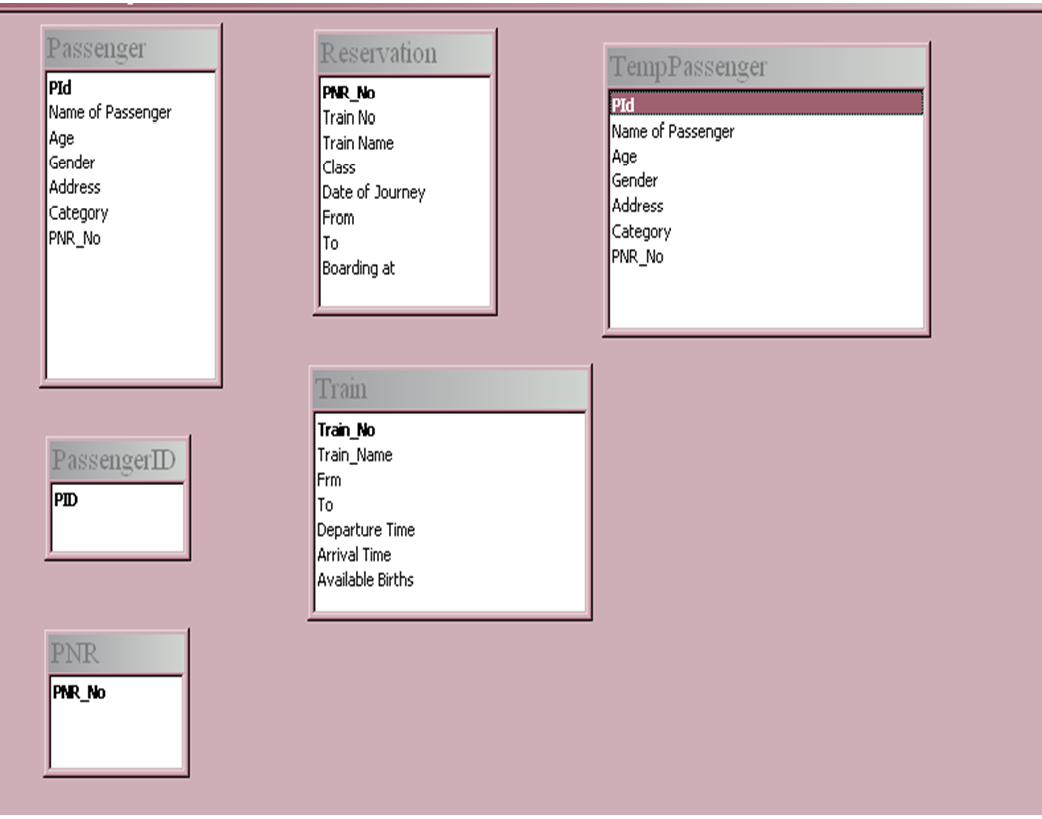 Passenger
PId
Name of Passenger
Age
Gender
Address
Category
PNR_No
Reservation
PNR_No
Train No
Train Name
Class
Date of Journey
From
To
Boarding at
TempPassenger
PId
Name of Passenger
Age
Gender
Address
Category
PNR_No
PassengerID
PID
Train
Train_No
Train_Name
Frm
To
Departure Time
Arrival Time
Available Births
PNR
PNR_No